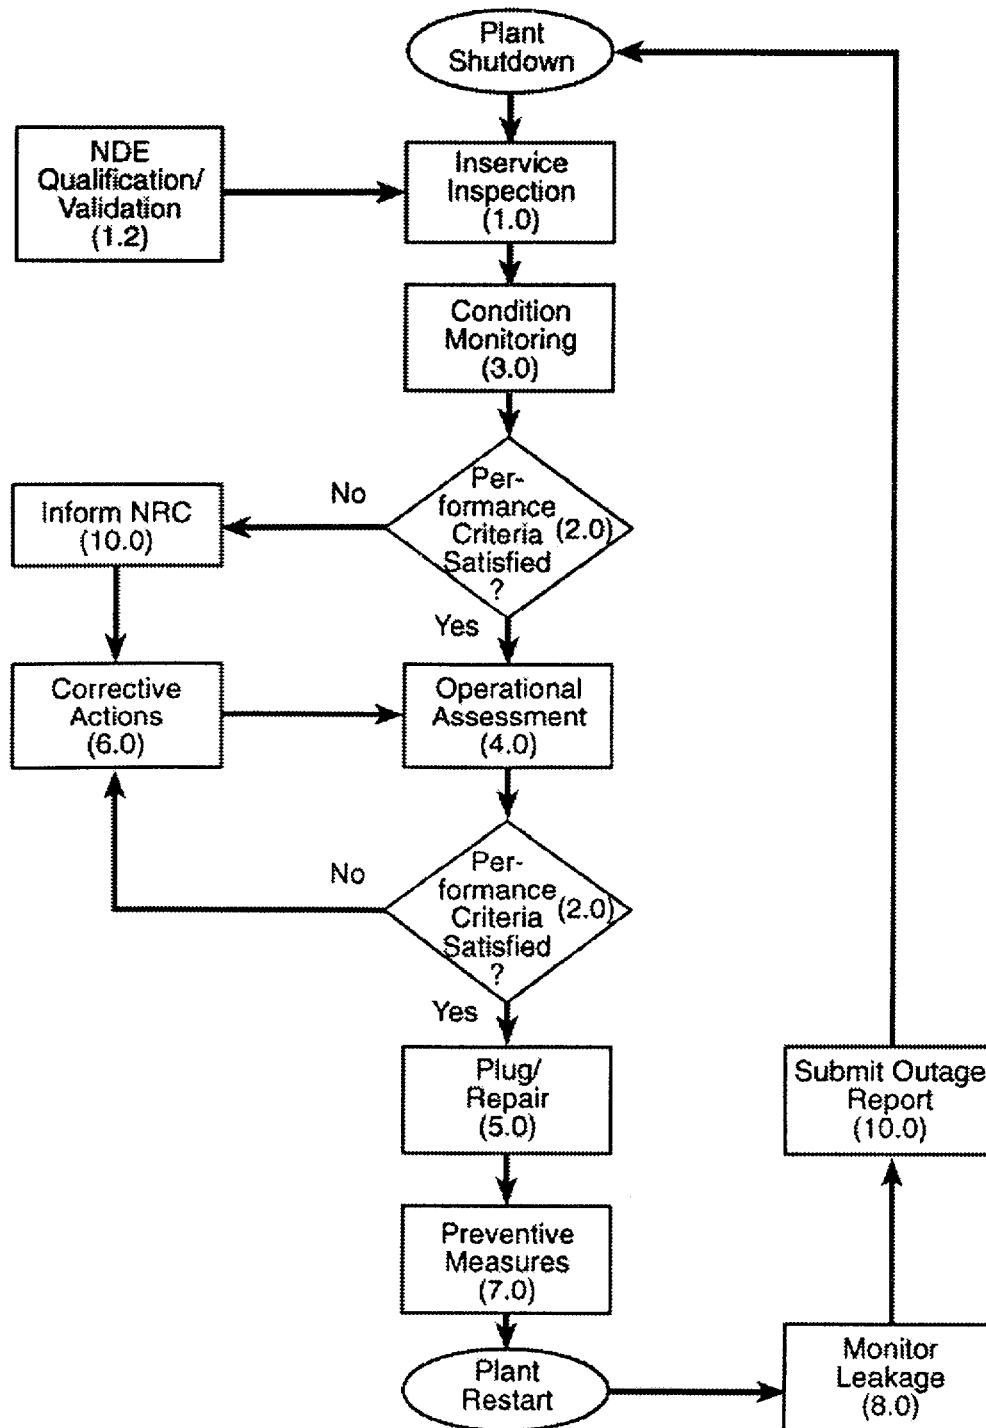 Plant
Shutdown
NDE
Qualification/
Validation
(1.2)
Inservice
Inspection
(1.0)
Condition
Monitoring
(3.0)
Per-
formance
Criteria (2.0)
Satisfied
?
No
Inform NRC
(10.0)
Yes
Corrective
Actions
(6.0)
Operational
Assessment
(4.0)
Per-
formance
Criteria (2.0)
Satisfied
?
No
Yes
Plug/
Repair
(5.0)
Submit Outage
Report
(10.0)
Preventive
Measures
(7.0)
Plant
Restart
Monitor
Leakage
(8.0)